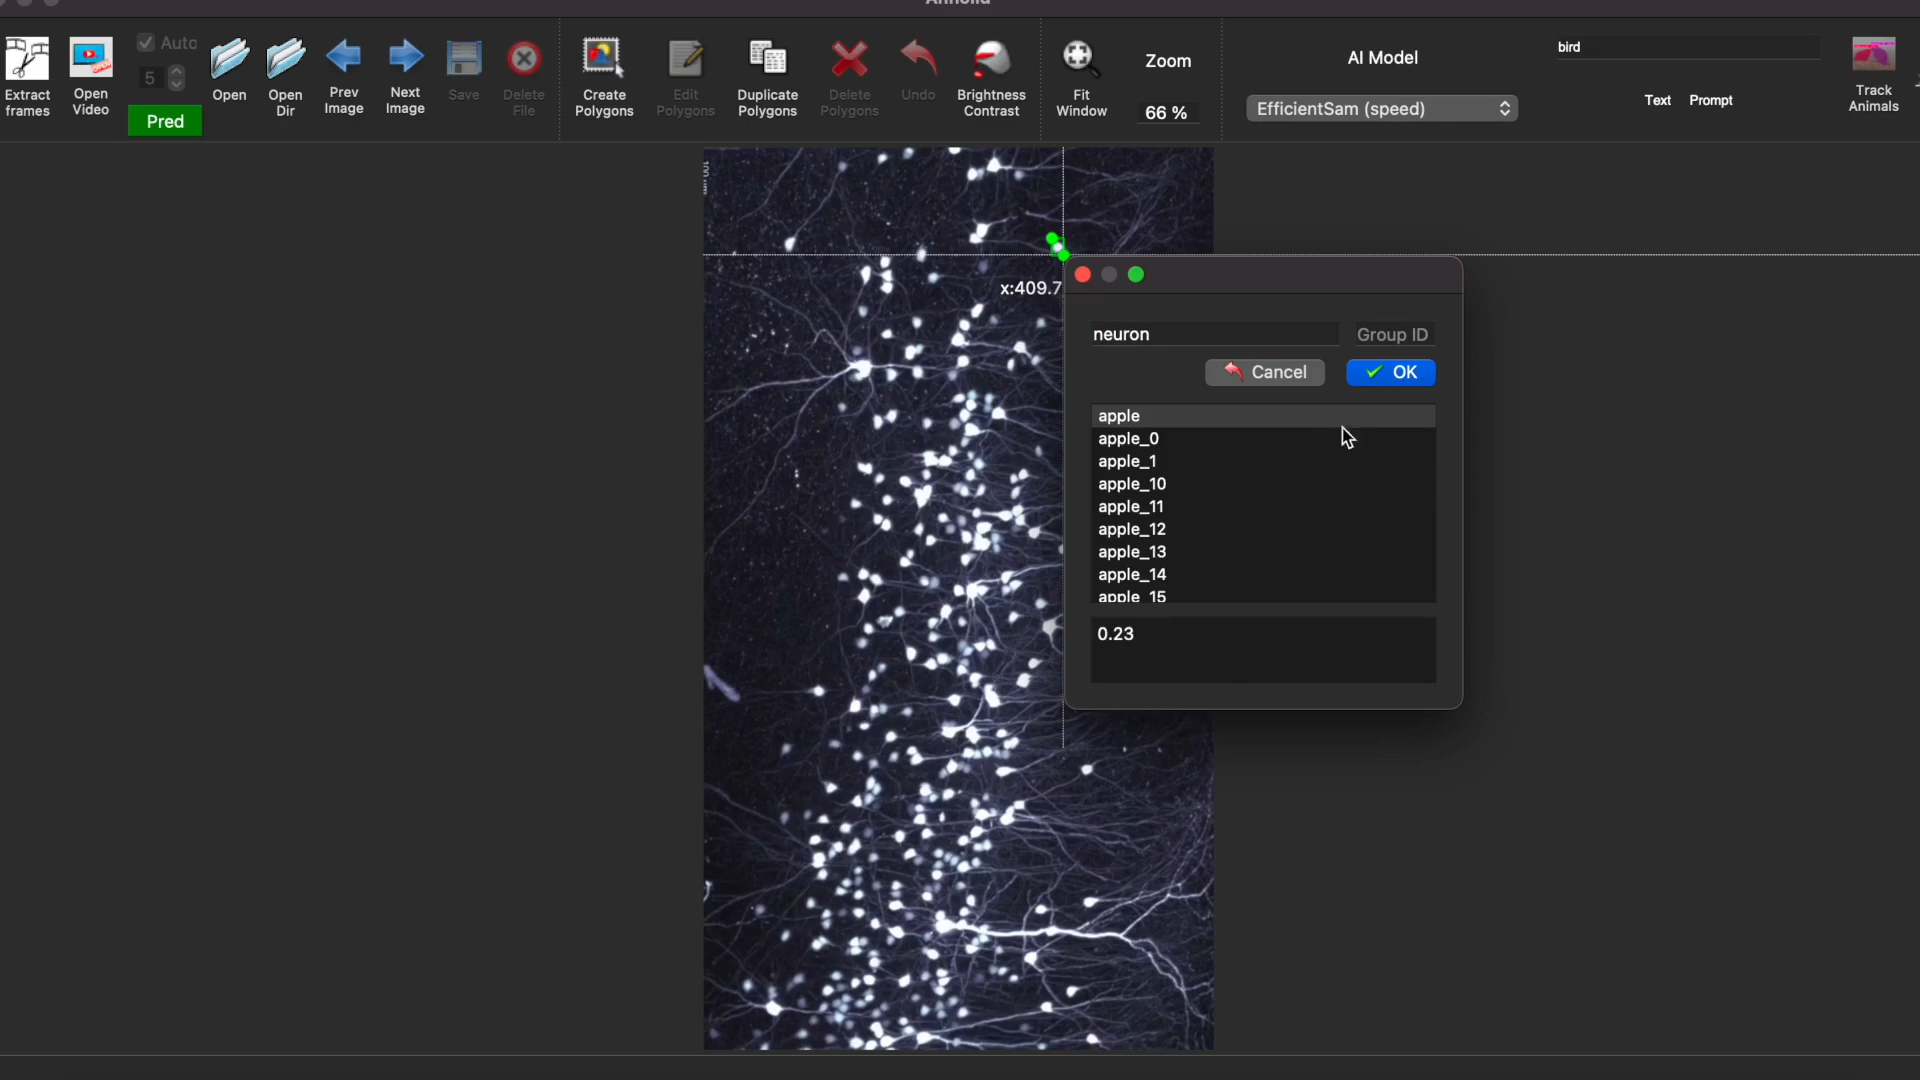 Annolid
Extract
frames
Open
Video
Auto
5
Pred
Open
Open
Dir
Prev
Image
Next
Image
Save
Delete
File
Create
Polygons
Edit
Polygons
Duplicate
Polygons
Delete
Polygons
Undo
Brightness
Contrast
Fit
Window
Zoom
66 %
AI Model
EfficientSam (speed)
bird
Text Prompt
Track
Animals
x:409.7
neuron
Group ID
Cancel
OK
apple
apple_0
apple_1
apple_10
apple_11
apple_12
apple_13
apple_14
apple_15
0.23